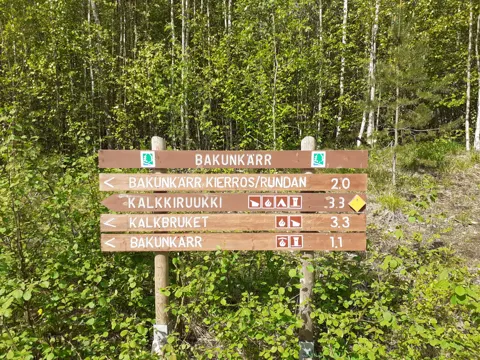 BAKUNKÄRR
< BAKUNKÄRR KIERROS/RUNDAN 2,0
< KALKKIRUUKKI 3,3
< KALKBRUKET 3,3
< BAKUNKÄRR 1,1